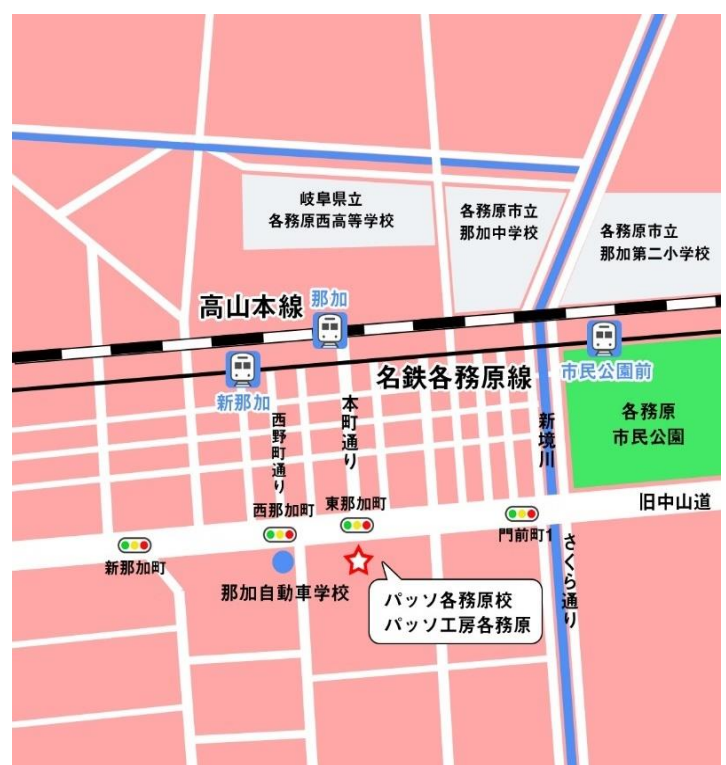 岐阜県立
各務原西高等学校
各務原市立
那加中学校
各務原市立
那加第二小学校
那加
高山本線
新那加
名鉄各務原線
市民公園前
各務原
市民公園
西野町通り
本町通り
新境川
旧中山道
西那加町
東那加町
門前町1
新那加町
さくら通り
那加自動車学校
パッソ各務原校
パッソ工房各務原